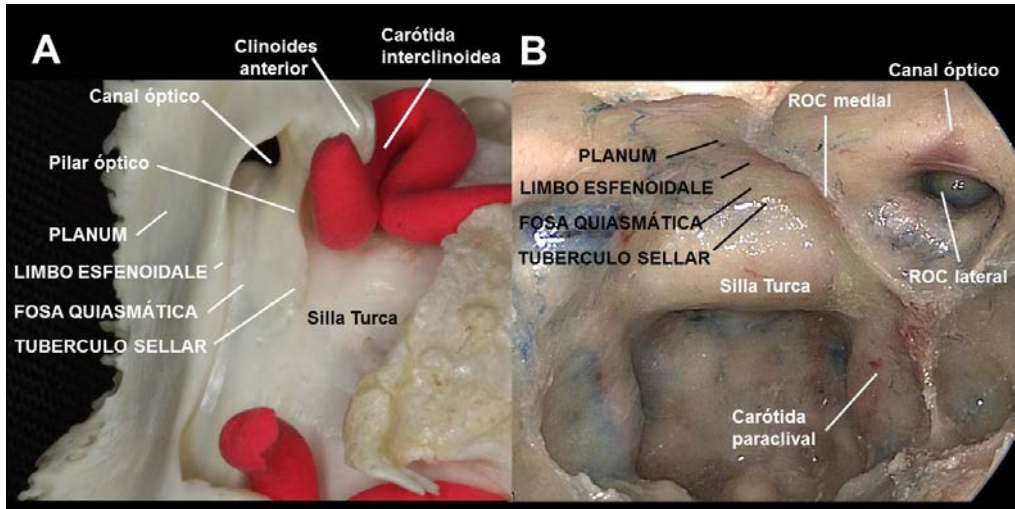 A
Clinoides
anterior
Carótida
interclinoidea
Canal óptico
Pilar óptico
PLANUM
LIMBO ESFENOIDALE
FOSA QUIASMÁTICA
TUBERCULO SELLAR
Silla Turca
B
Canal óptico
ROC medial
PLANUM
LIMBO ESFENOIDALE
FOSA QUIASMÁTICA
TUBERCULO SELLAR
ROC lateral
Silla Turca
Carótida
paraclival